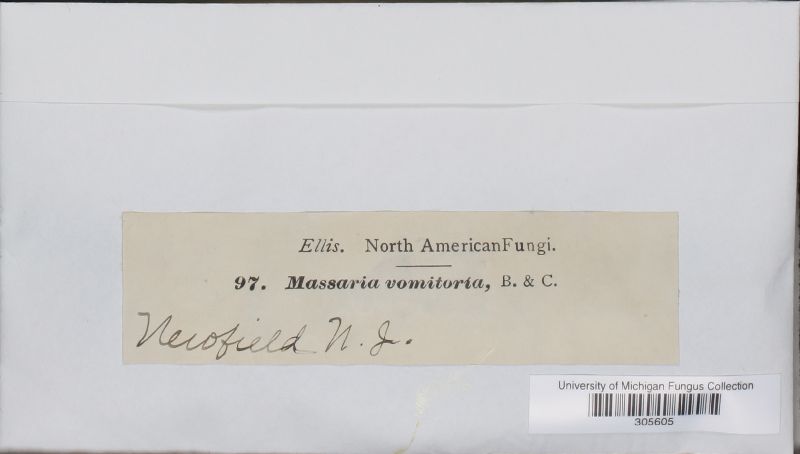 Ellis. North AmericanFungi.
97. Massaria vomitoria, B. & C.
Newfield N. J.
University of Michigan Fungus Collection
305605